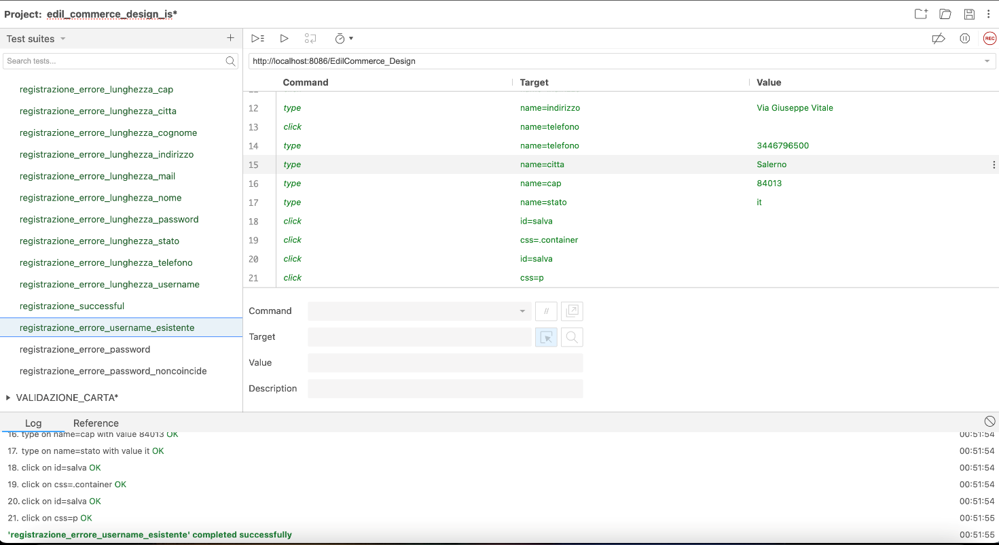 Project: edil_commerce_design_is*
Test suites
Search tests...
registrazione_errore_lunghezza_cap
registrazione_errore_lunghezza_citta
registrazione_errore_lunghezza_cognome
registrazione_errore_lunghezza_indirizzo
registrazione_errore_lunghezza_mail
registrazione_errore_lunghezza_nome
registrazione_errore_lunghezza_password
registrazione_errore_lunghezza_stato
registrazione_errore_lunghezza_telefono
registrazione_errore_lunghezza_username
registrazione_successful
registrazione_errore_username_esistente
registrazione_errore_password
registrazione_errore_password_noncoincide
VALIDAZIONE_CARTA*
REC
http://localhost:8086/EdilCommerce_Design
Command Target Value
12 type name=indirizzo Via Giuseppe Vitale
13 click name=telefono
14 type name=telefono 3446796500
15 type name=citta Salerno
16 type name=cap 84013
17 type name=stato it
18 click id=salva
19 click css=.container
20 click id=salva
21 click css=p
Command //
Target
Value
Description
Log Reference
16. type on name=cap with value 84013 OK 00:51:54
17. type on name=stato with value it OK 00:51:54
18. click on id=salva OK 00:51:54
19. click on css=.container OK 00:51:54
20. click on id=salva OK 00:51:54
21. click on css=p OK 00:51:55
'registrazione_errore_username_esistente' completed successfully 00:51:55